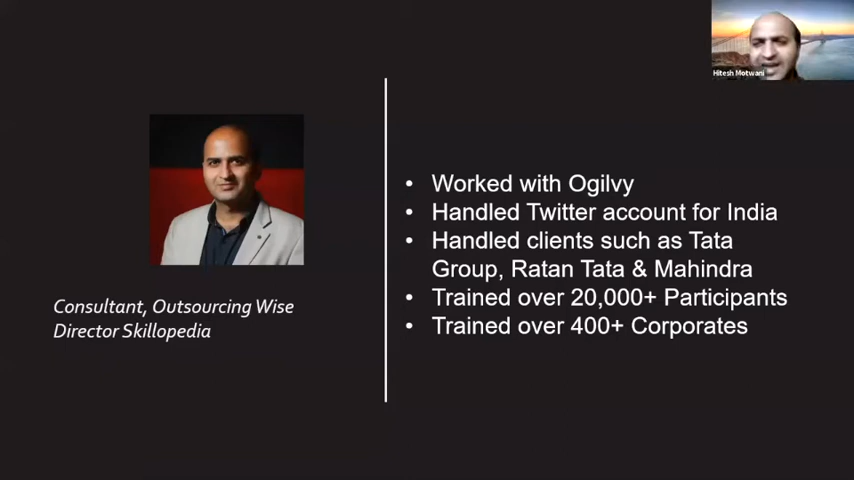 Hitesh Motwani
• Worked with Ogilvy
• Handled Twitter account for India
• Handled clients such as Tata
Group, Ratan Tata & Mahindra
• Trained over 20,000+ Participants
• Trained over 400+ Corporates
Consultant, Outsourcing Wise
Director Skillopedia